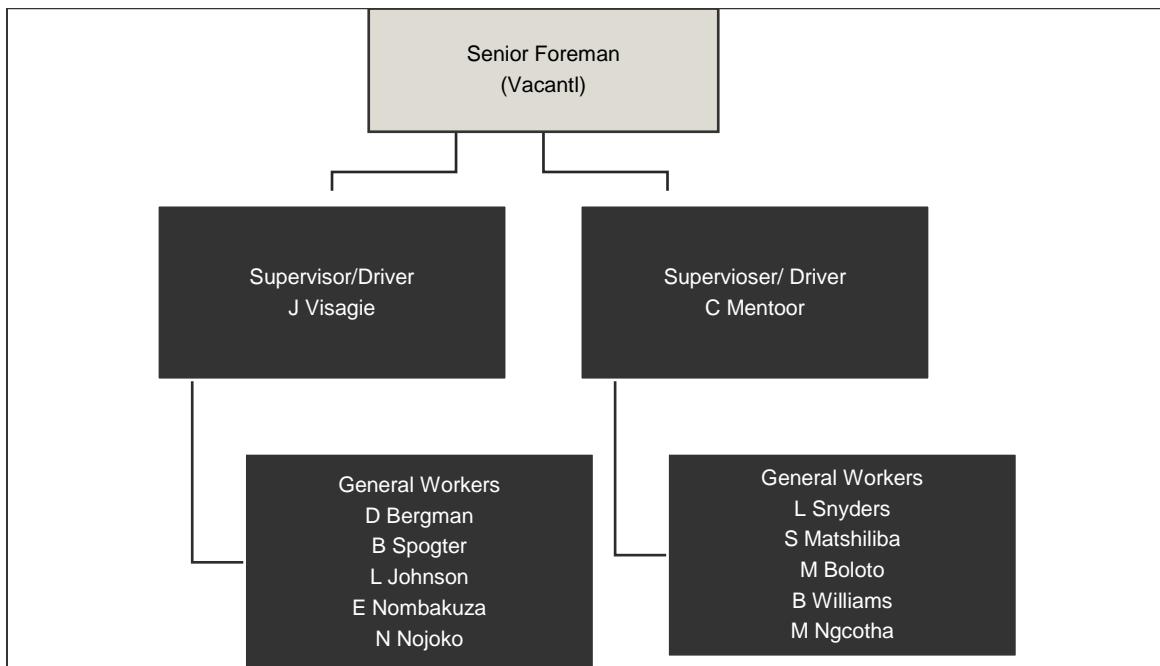 Senior Foreman
(Vacantl)
Supervisor/Driver
J Visagie
Supervioser/ Driver
C Mentoor
General Workers
D Bergman
B Spogter
L Johnson
E Nombakuza
N Nojoko
General Workers
L Snyders
S Matshiliba
M Boloto
B Williams
M Ngcotha